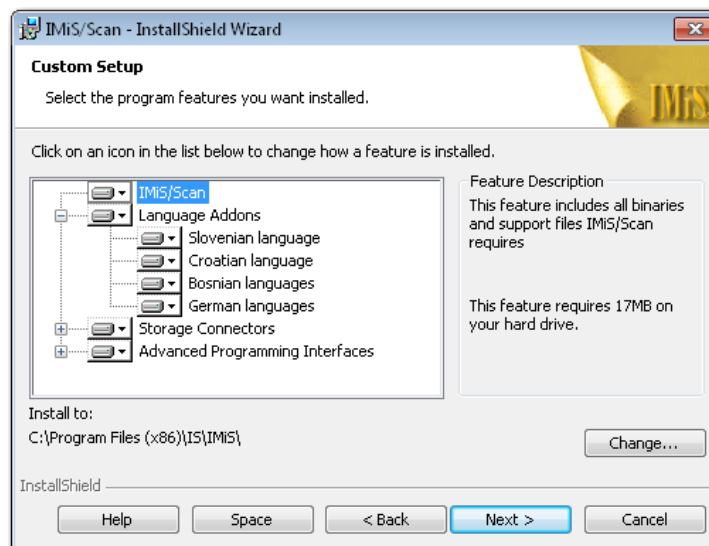 IMiS/Scan - InstallShield Wizard
Custom Setup
Select the program features you want installed.
IMiS
Click on an icon in the list below to change how a feature is installed.
IMiS/Scan
Language Addons
Slovenian language
Croatian language
Bosnian languages
German languages
Storage Connectors
Advanced Programming Interfaces
Feature Description
This feature includes all binaries
and support files IMiS/Scan
requires
This feature requires 17MB on
your hard drive.
Install to:
C:\Program Files (x86)\IS\IMiS\
Change...
InstallShield
Help
Space
< Back
Next >
Cancel